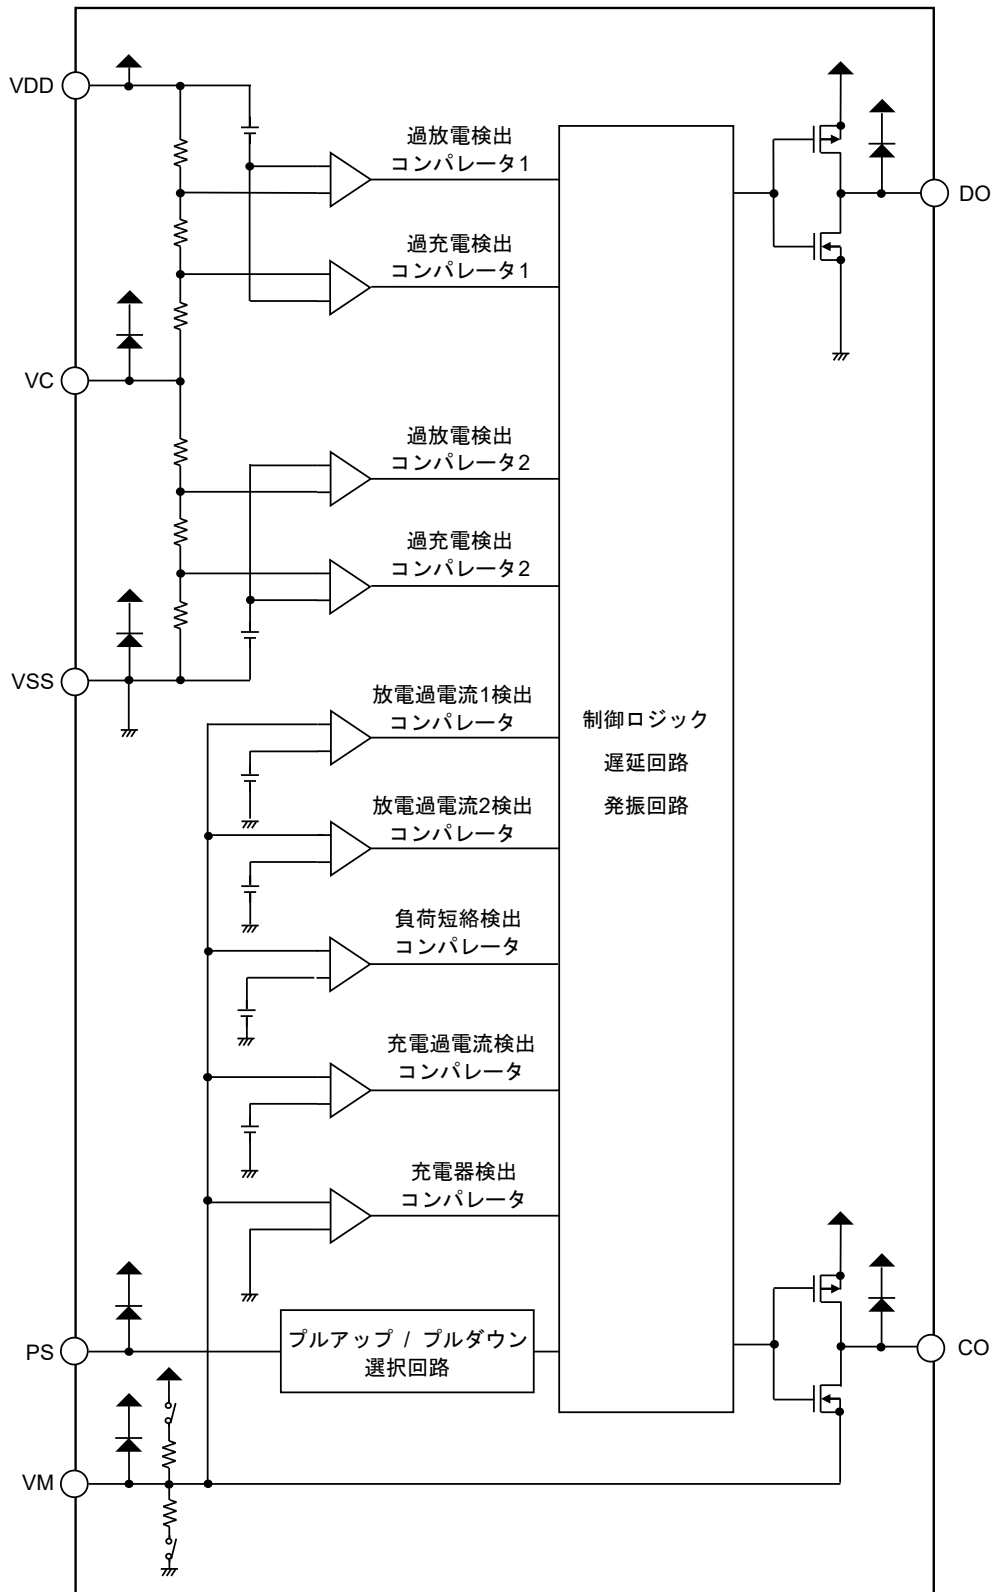 VDD
過放電検出
コンパレータ1
DO
過充電検出
コンパレータ1
VC
過放電検出
コンパレータ2
過充電検出
コンパレータ2
VSS
放電過電流1検出
コンパレータ
制御ロジック
遅延回路
発振回路
放電過電流2検出
コンパレータ
負荷短絡検出
コンパレータ
充電過電流検出
コンパレータ
充電器検出
コンパレータ
PS
プルアップ / プルダウン
選択回路
CO
VM